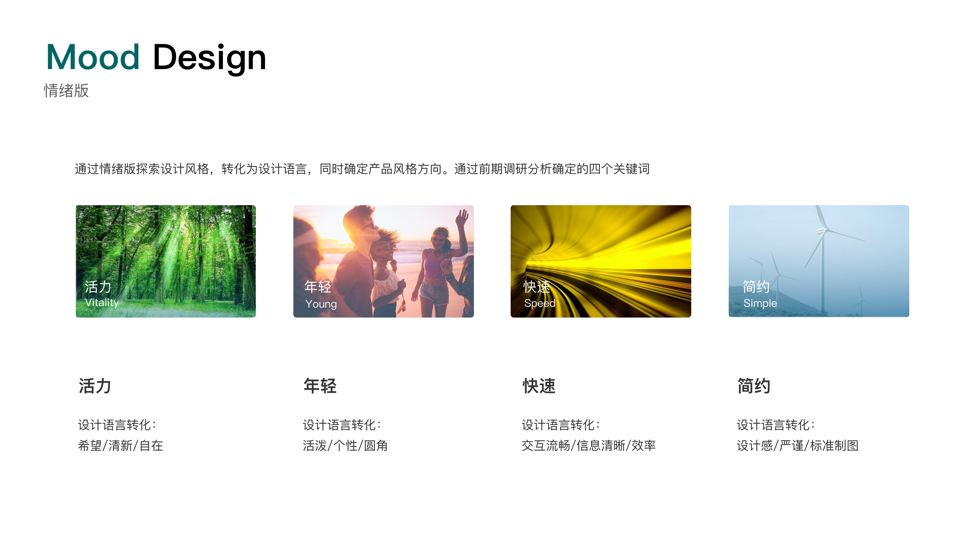 Mood Design
情绪版
通过情绪版探索设计风格，转化为设计语言，同时确定产品风格方向。通过前期调研分析确定的四个关键词
活力
Vitality
年轻
Young
快速
Speed
简约
Simple
活力
设计语言转化：
希望/清新/自在
年轻
设计语言转化：
活泼/个性/圆角
快速
设计语言转化：
交互流畅/信息清晰/效率
简约
设计语言转化：
设计感/严谨/标准制图